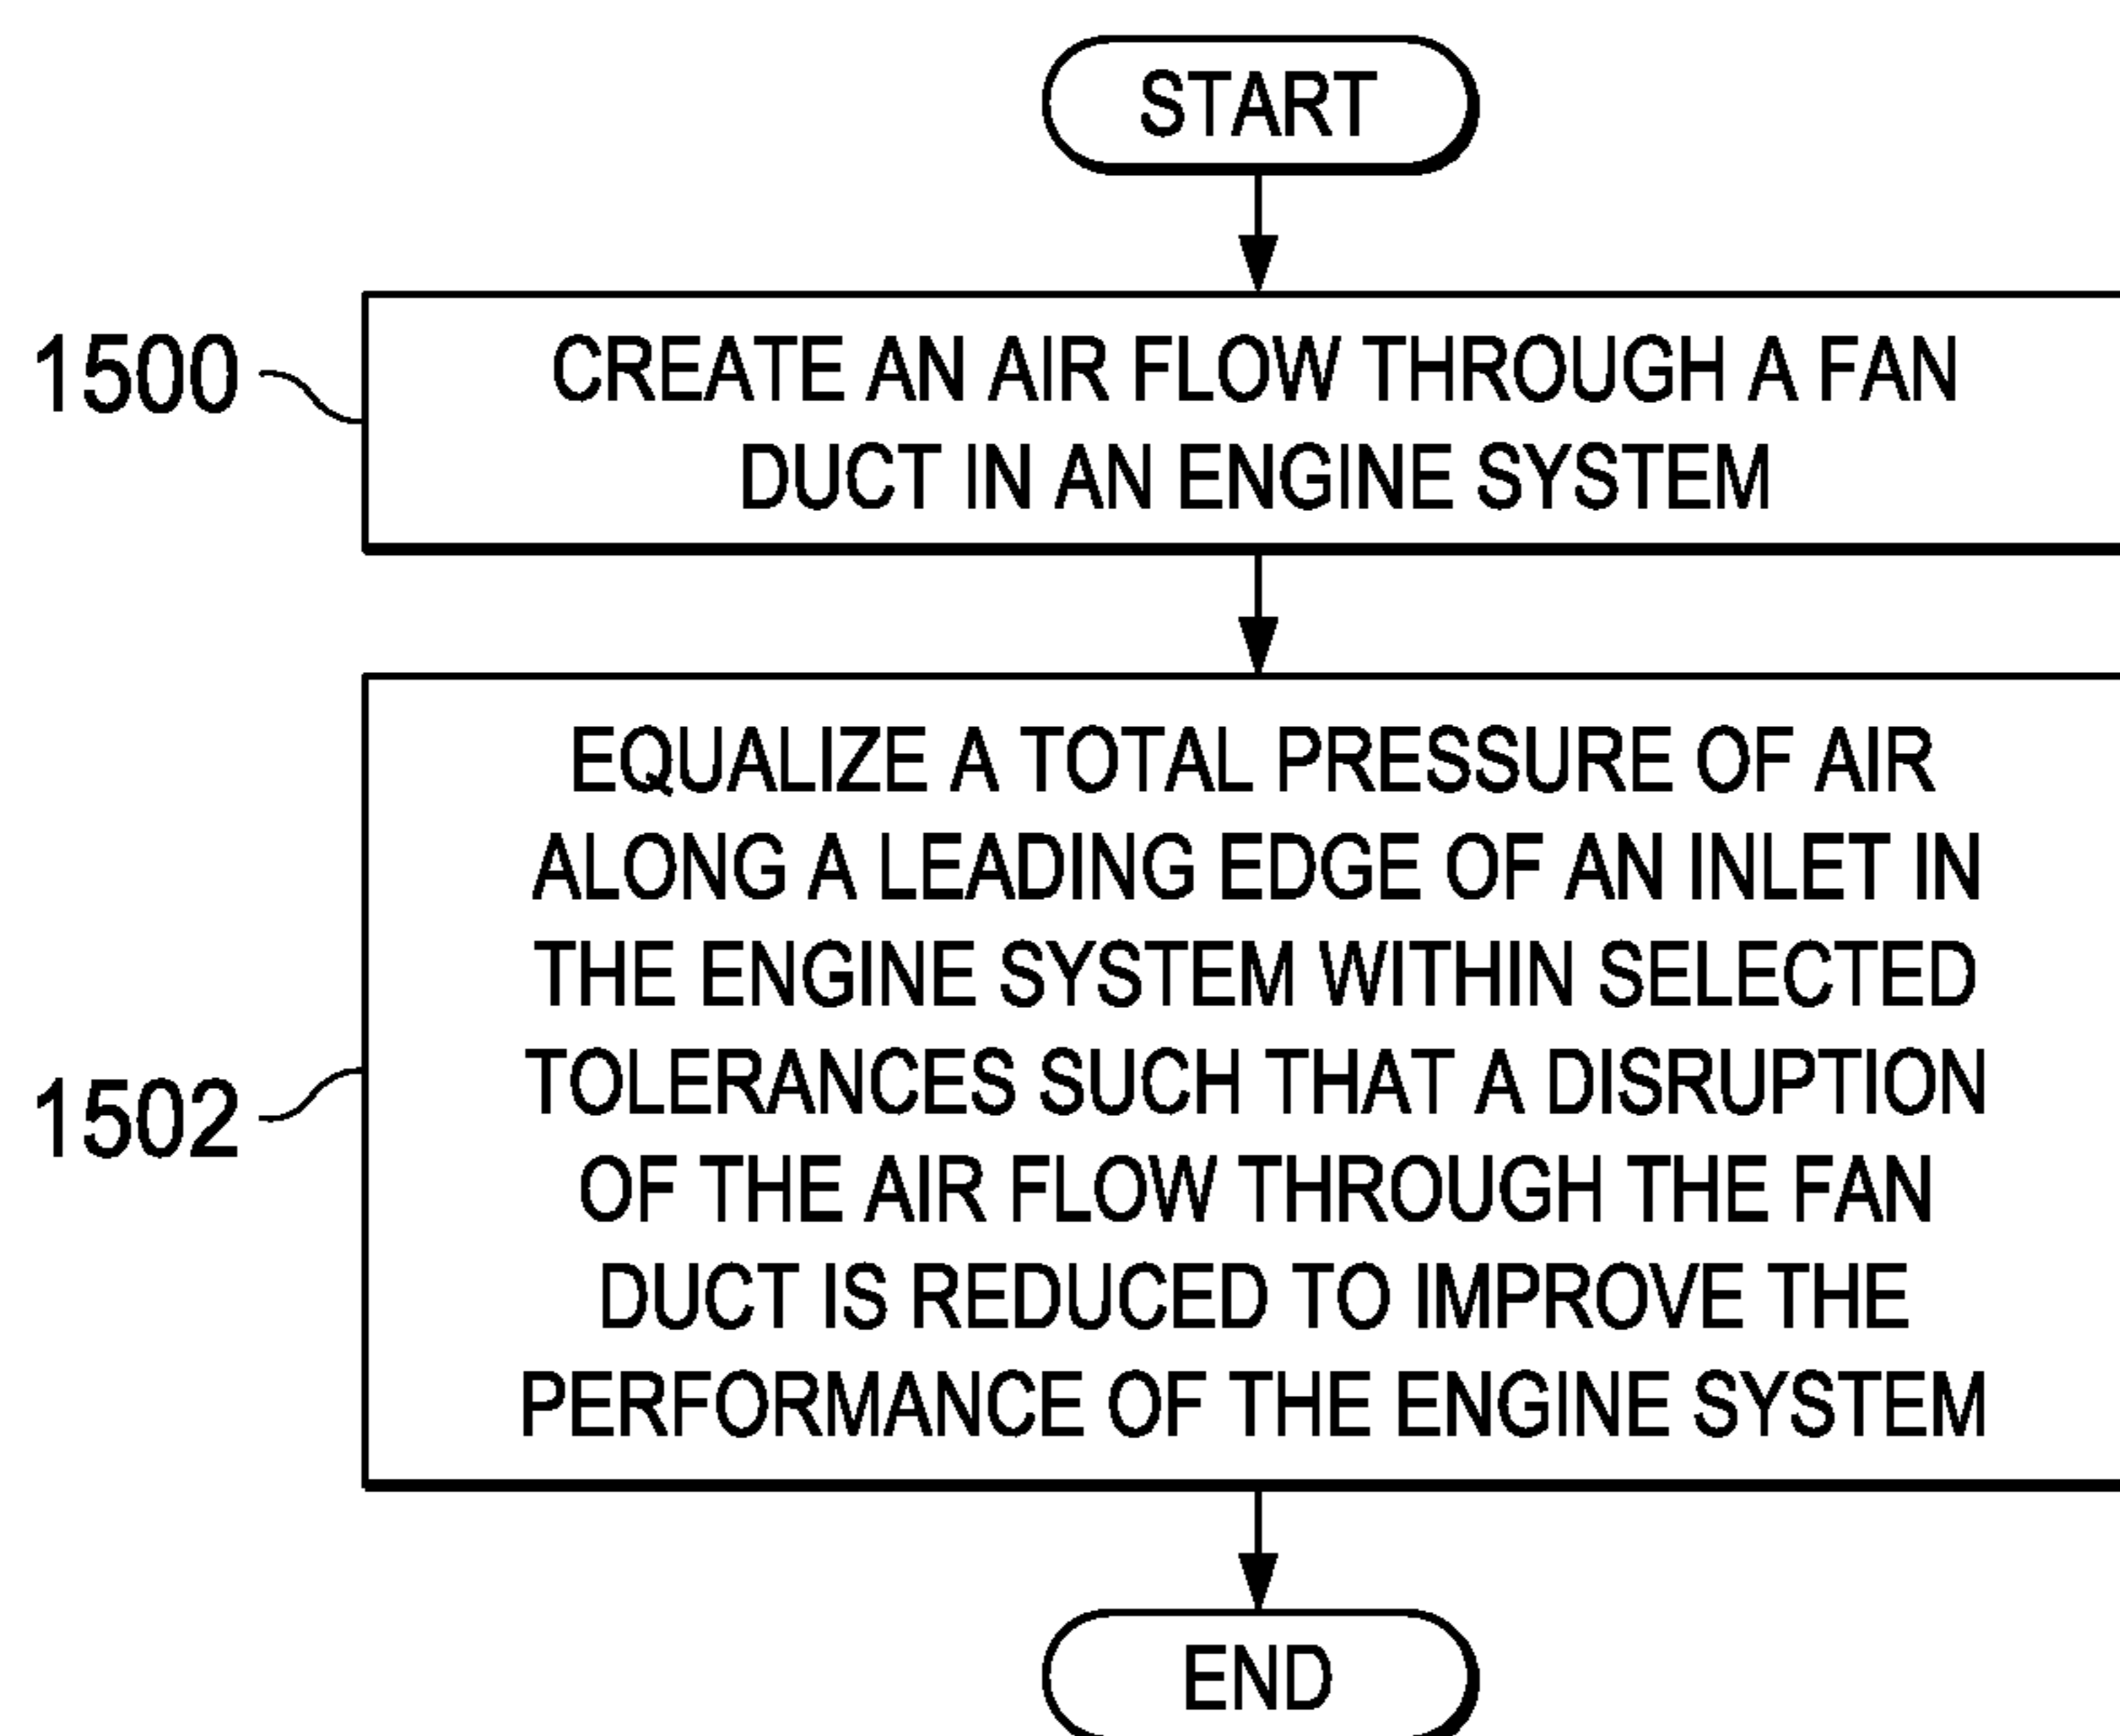 START
1500
CREATE AN AIR FLOW THROUGH A FAN
DUCT IN AN ENGINE SYSTEM
1502
EQUALIZE A TOTAL PRESSURE OF AIR
ALONG A LEADING EDGE OF AN INLET IN
THE ENGINE SYSTEM WITHIN SELECTED
TOLERANCES SUCH THAT A DISRUPTION
OF THE AIR FLOW THROUGH THE FAN
DUCT IS REDUCED TO IMPROVE THE
PERFORMANCE OF THE ENGINE SYSTEM
END